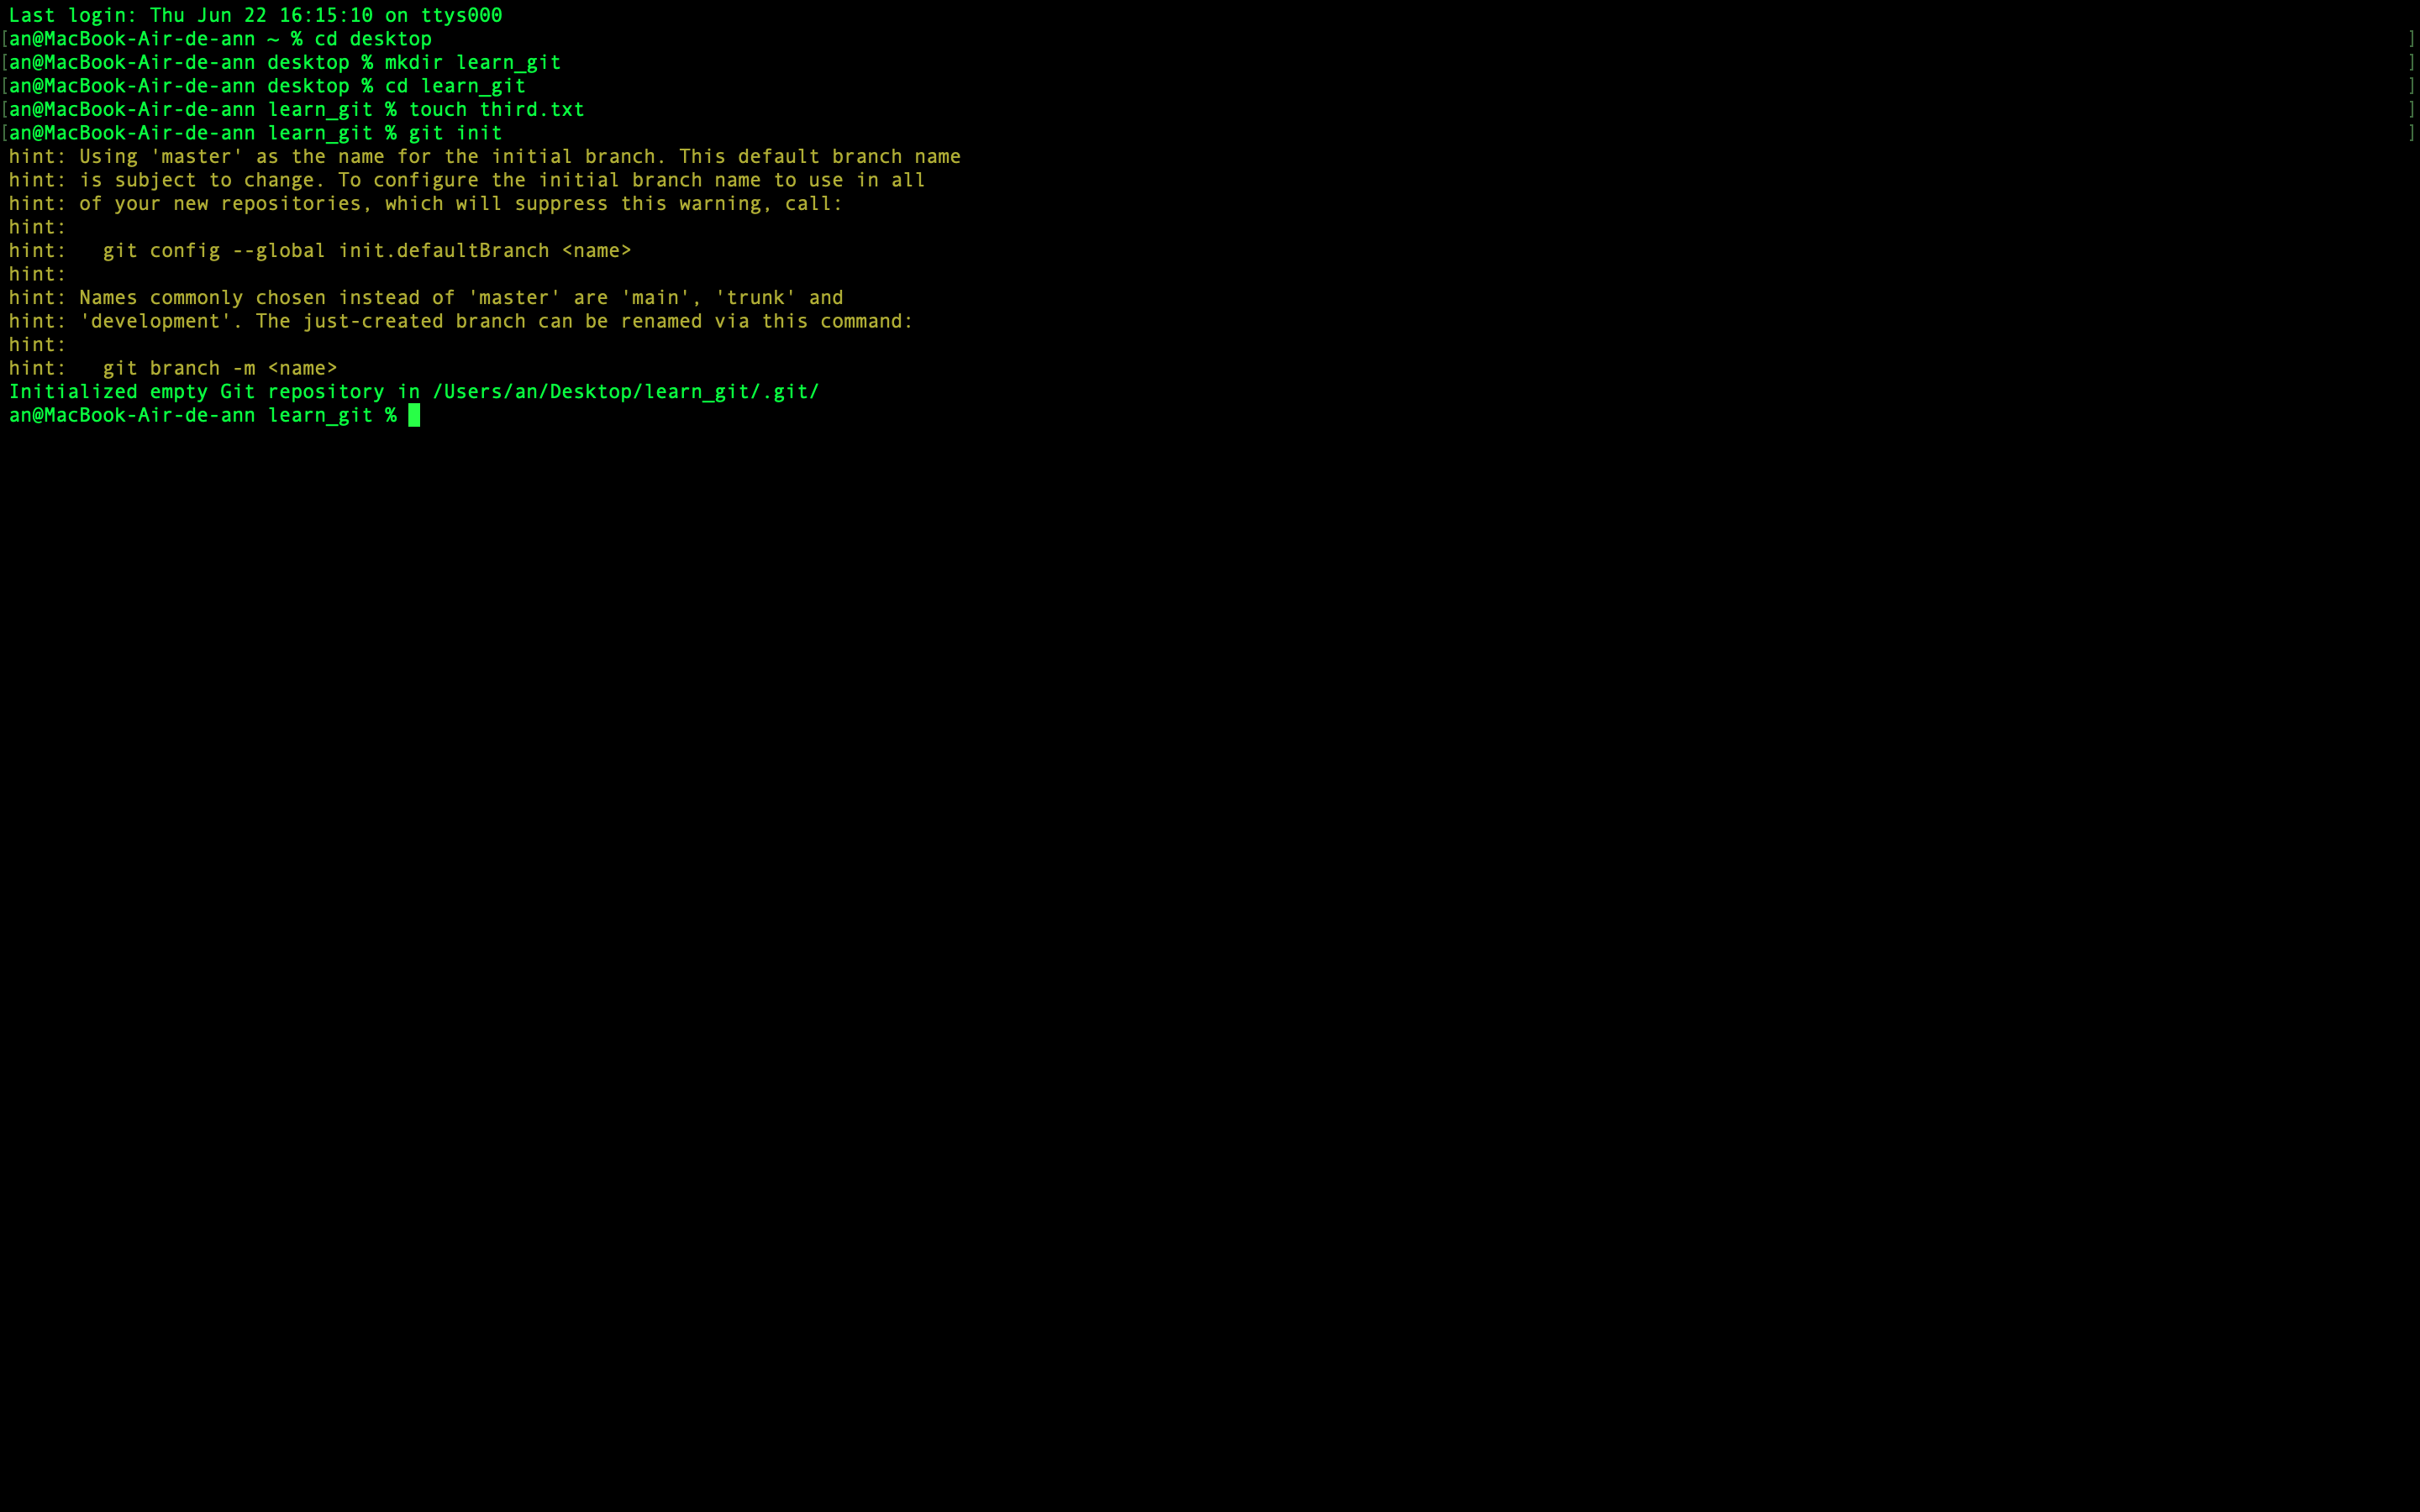 Last login: Thu Jun 22 16:15:10 on ttys000
[an@MacBook-Air-de-ann ~ % cd desktop ]
[an@MacBook-Air-de-ann desktop % mkdir learn_git ]
[an@MacBook-Air-de-ann desktop % cd learn_git ]
[an@MacBook-Air-de-ann learn_git % touch third.txt ]
[an@MacBook-Air-de-ann learn_git % git init ]
hint: Using 'master' as the name for the initial branch. This default branch name
hint: is subject to change. To configure the initial branch name to use in all
hint: of your new repositories, which will suppress this warning, call:
hint:
hint:   git config --global init.defaultBranch <name>
hint:
hint: Names commonly chosen instead of 'master' are 'main', 'trunk' and
hint: 'development'. The just-created branch can be renamed via this command:
hint:
hint:   git branch -m <name>
Initialized empty Git repository in /Users/an/Desktop/learn_git/.git/
an@MacBook-Air-de-ann learn_git %